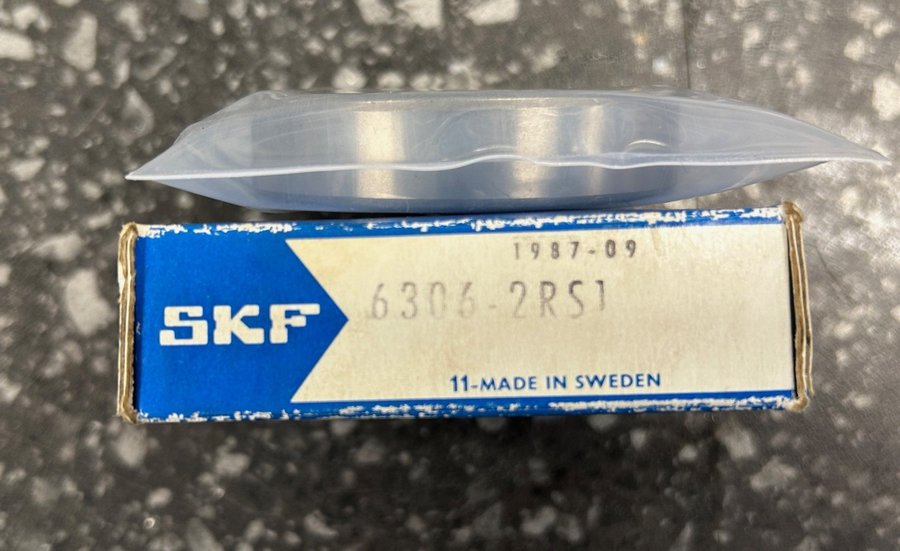 1987-09
SKF
6306-2RS1
11-MADE IN SWEDEN